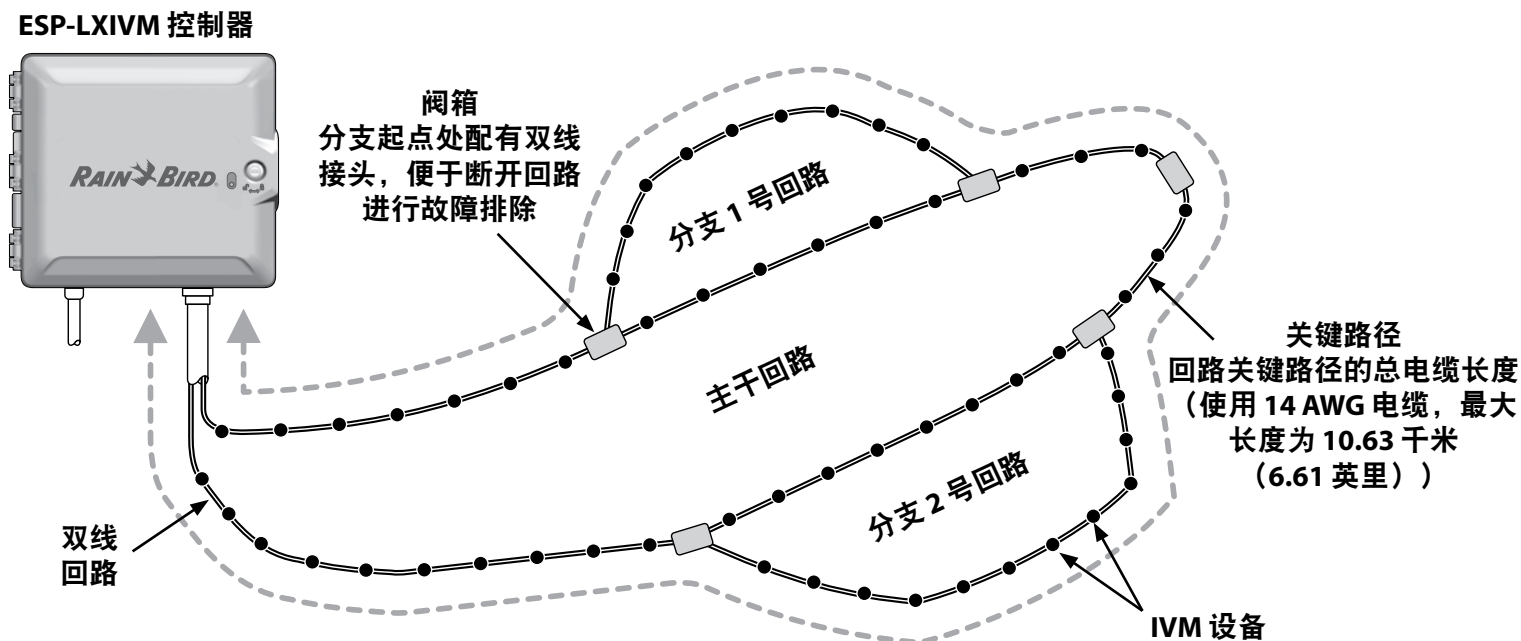 ESP-LXIVM 控制器
RAIN BIRD
阀箱
分支起点处配有双线
接头，便于断开回路
进行故障排除
分支 1 号回路
主干回路
关键路径
回路关键路径的总电缆长度
（使用 14 AWG 电缆，最大
长度为 10.63 千米
（6.61 英里））
分支 2 号回路
双线
回路
IVM 设备